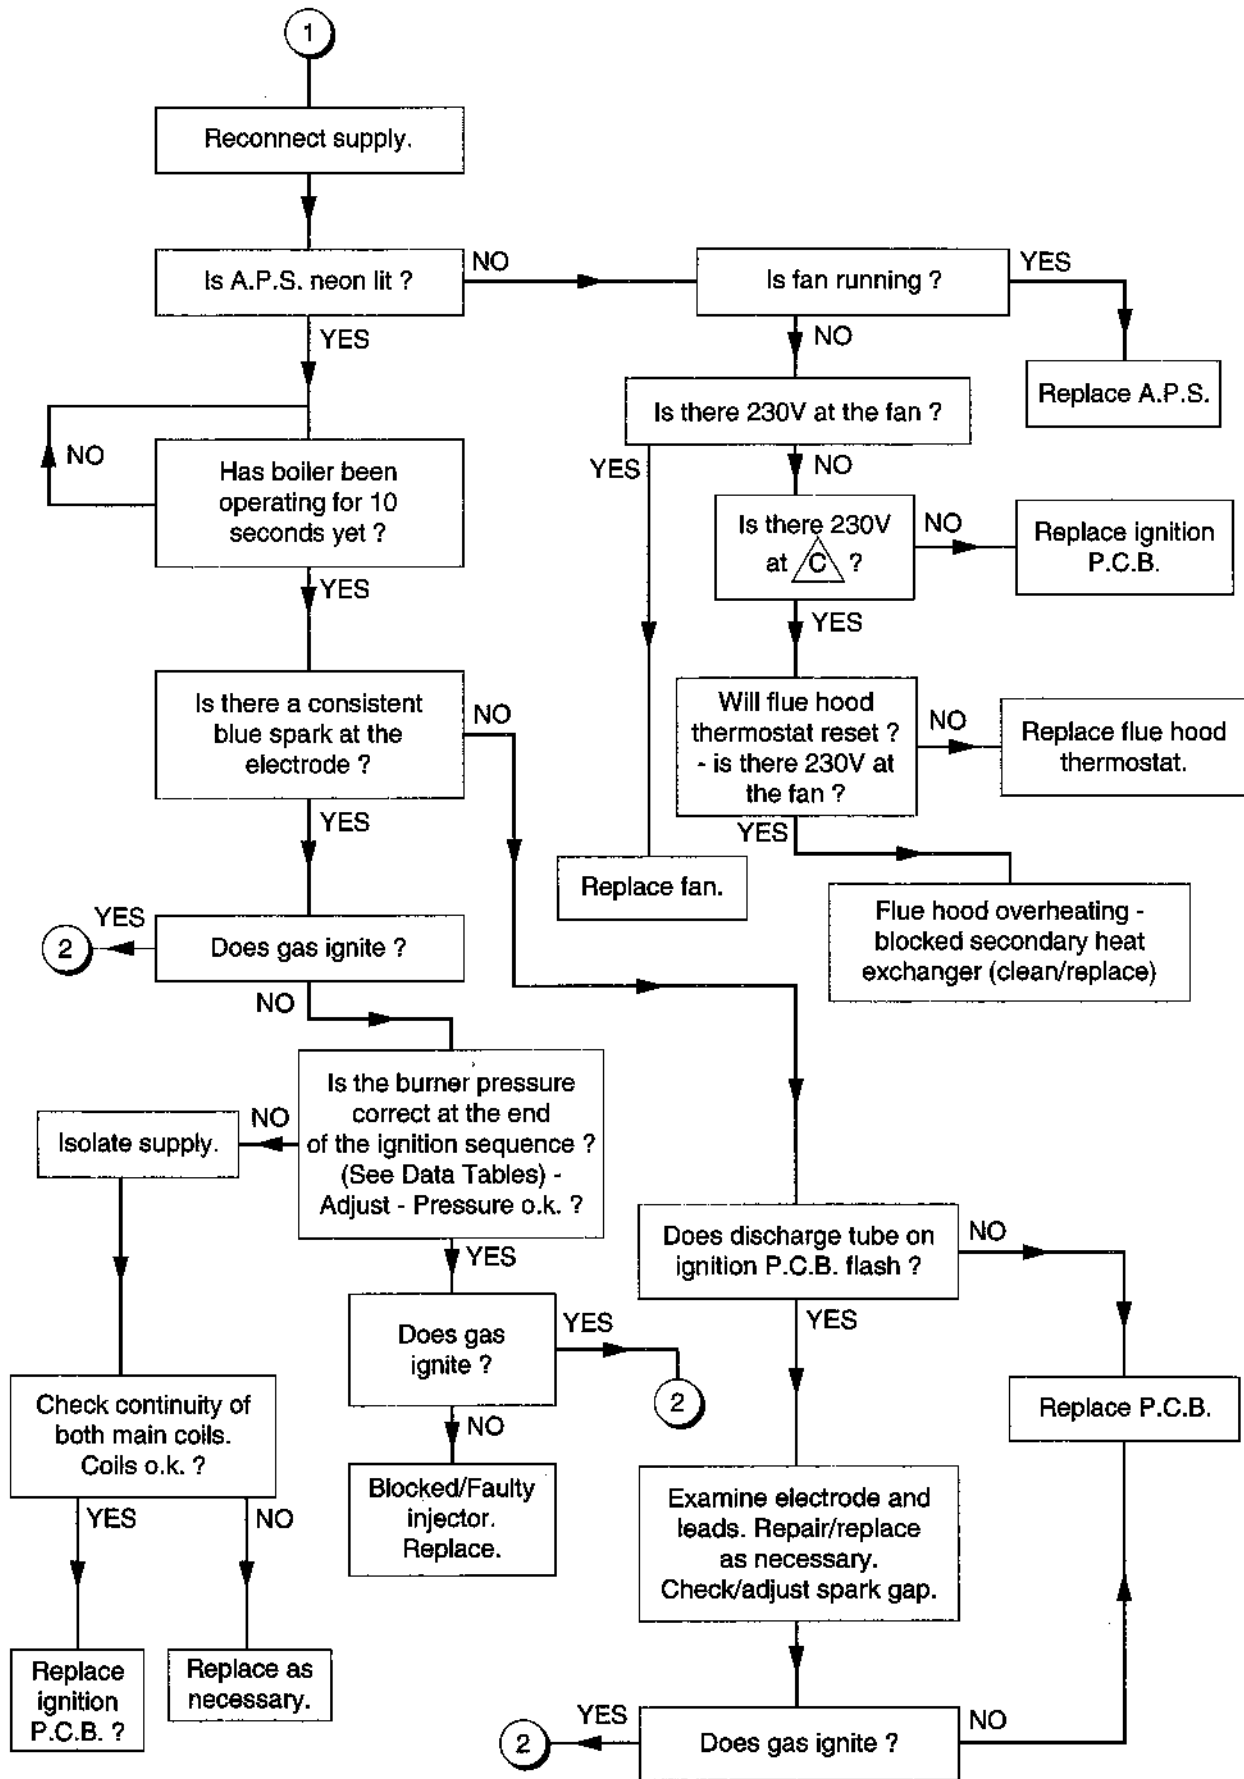 1
Reconnect supply.
Is A.P.S. neon lit ?
NO
Is fan running ?
YES
YES
NO
Replace A.P.S.
Is there 230V at the fan ?
NO
Has boiler been
operating for 10
seconds yet ?
YES
NO
Is there 230V
at C ?
NO
Replace ignition
P.C.B.
YES
YES
Is there a consistent
blue spark at the
electrode ?
NO
Will flue hood
thermostat reset ?
- is there 230V at
the fan ?
NO
Replace flue hood
thermostat.
YES
YES
Replace fan.
Flue hood overheating -
blocked secondary heat
exchanger (clean/replace)
YES
2
Does gas ignite ?
NO
Is the burner pressure
correct at the end
of the ignition sequence ?
(See Data Tables) -
Adjust - Pressure o.k. ?
NO
Isolate supply.
YES
Does discharge tube on
ignition P.C.B. flash ?
NO
Does gas
ignite ?
YES
2
YES
Replace P.C.B.
Check continuity of
both main coils.
Coils o.k. ?
NO
YES
NO
Blocked/Faulty
injector.
Replace.
Examine electrode and
leads. Repair/replace
as necessary.
Check/adjust spark gap.
Replace
ignition
P.C.B. ?
Replace as
necessary.
YES
2
Does gas ignite ?
NO